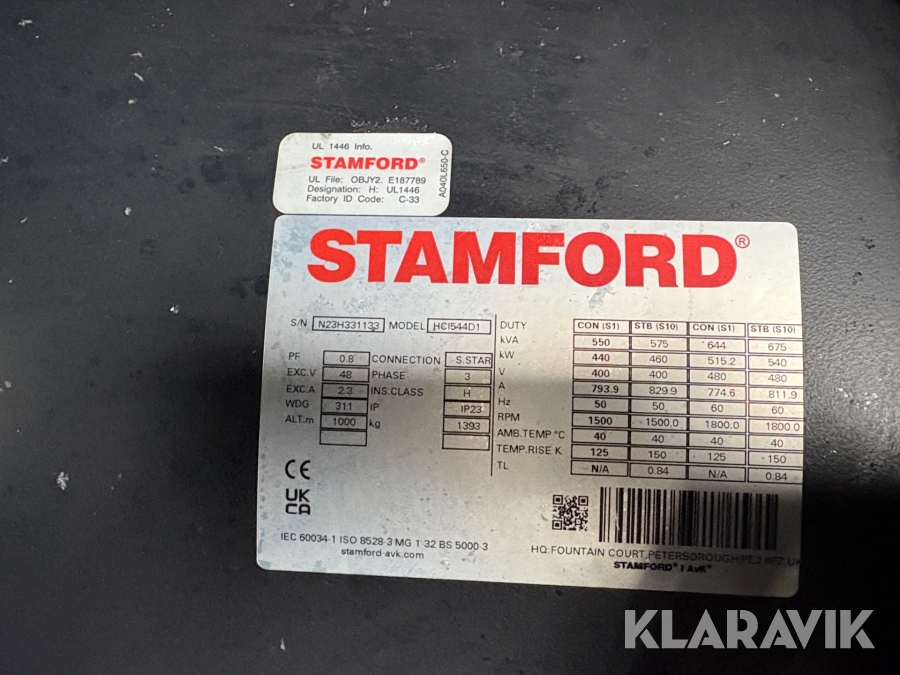 UL 1446 Info.
STAMFORD®
UL File: OBJY2. E187789
Designation: H: UL1446
Factory ID Code: C-33
A040L650-C
STAMFORD®
S/N N23H331133 MODEL HCI544D1
PF 0.8 CONNECTION S.STAR
EXC.V 48 PHASE 3
EXC.A 2.3 INS.CLASS H
WDG 311 IP IP23
ALT.m 1000 kg 1393
DUTY CON (S1) STB (S10) CON (S1) STB (S10)
kVA 550 575 644 675
kW 440 460 515.2 540
V 400 400 480 480
A 793.9 829.9 774.6 811.9
Hz 50 50 60 60
RPM 1500 1500.0 1800.0 1800.0
AMB.TEMP °C 40 40 40 40
TEMP.RISE K 125 150 125 150
TL N/A 0.84 N/A 0.84
CE
UK
CA
IEC 60034-1 ISO 8528-3 MG 1-32 BS 5000-3
stamford-avk.com
HQ:FOUNTAIN COURT,PETERBOROUGH,PE2 6FZ,UK
STAMFORD® | AvK®
KLARAVIK